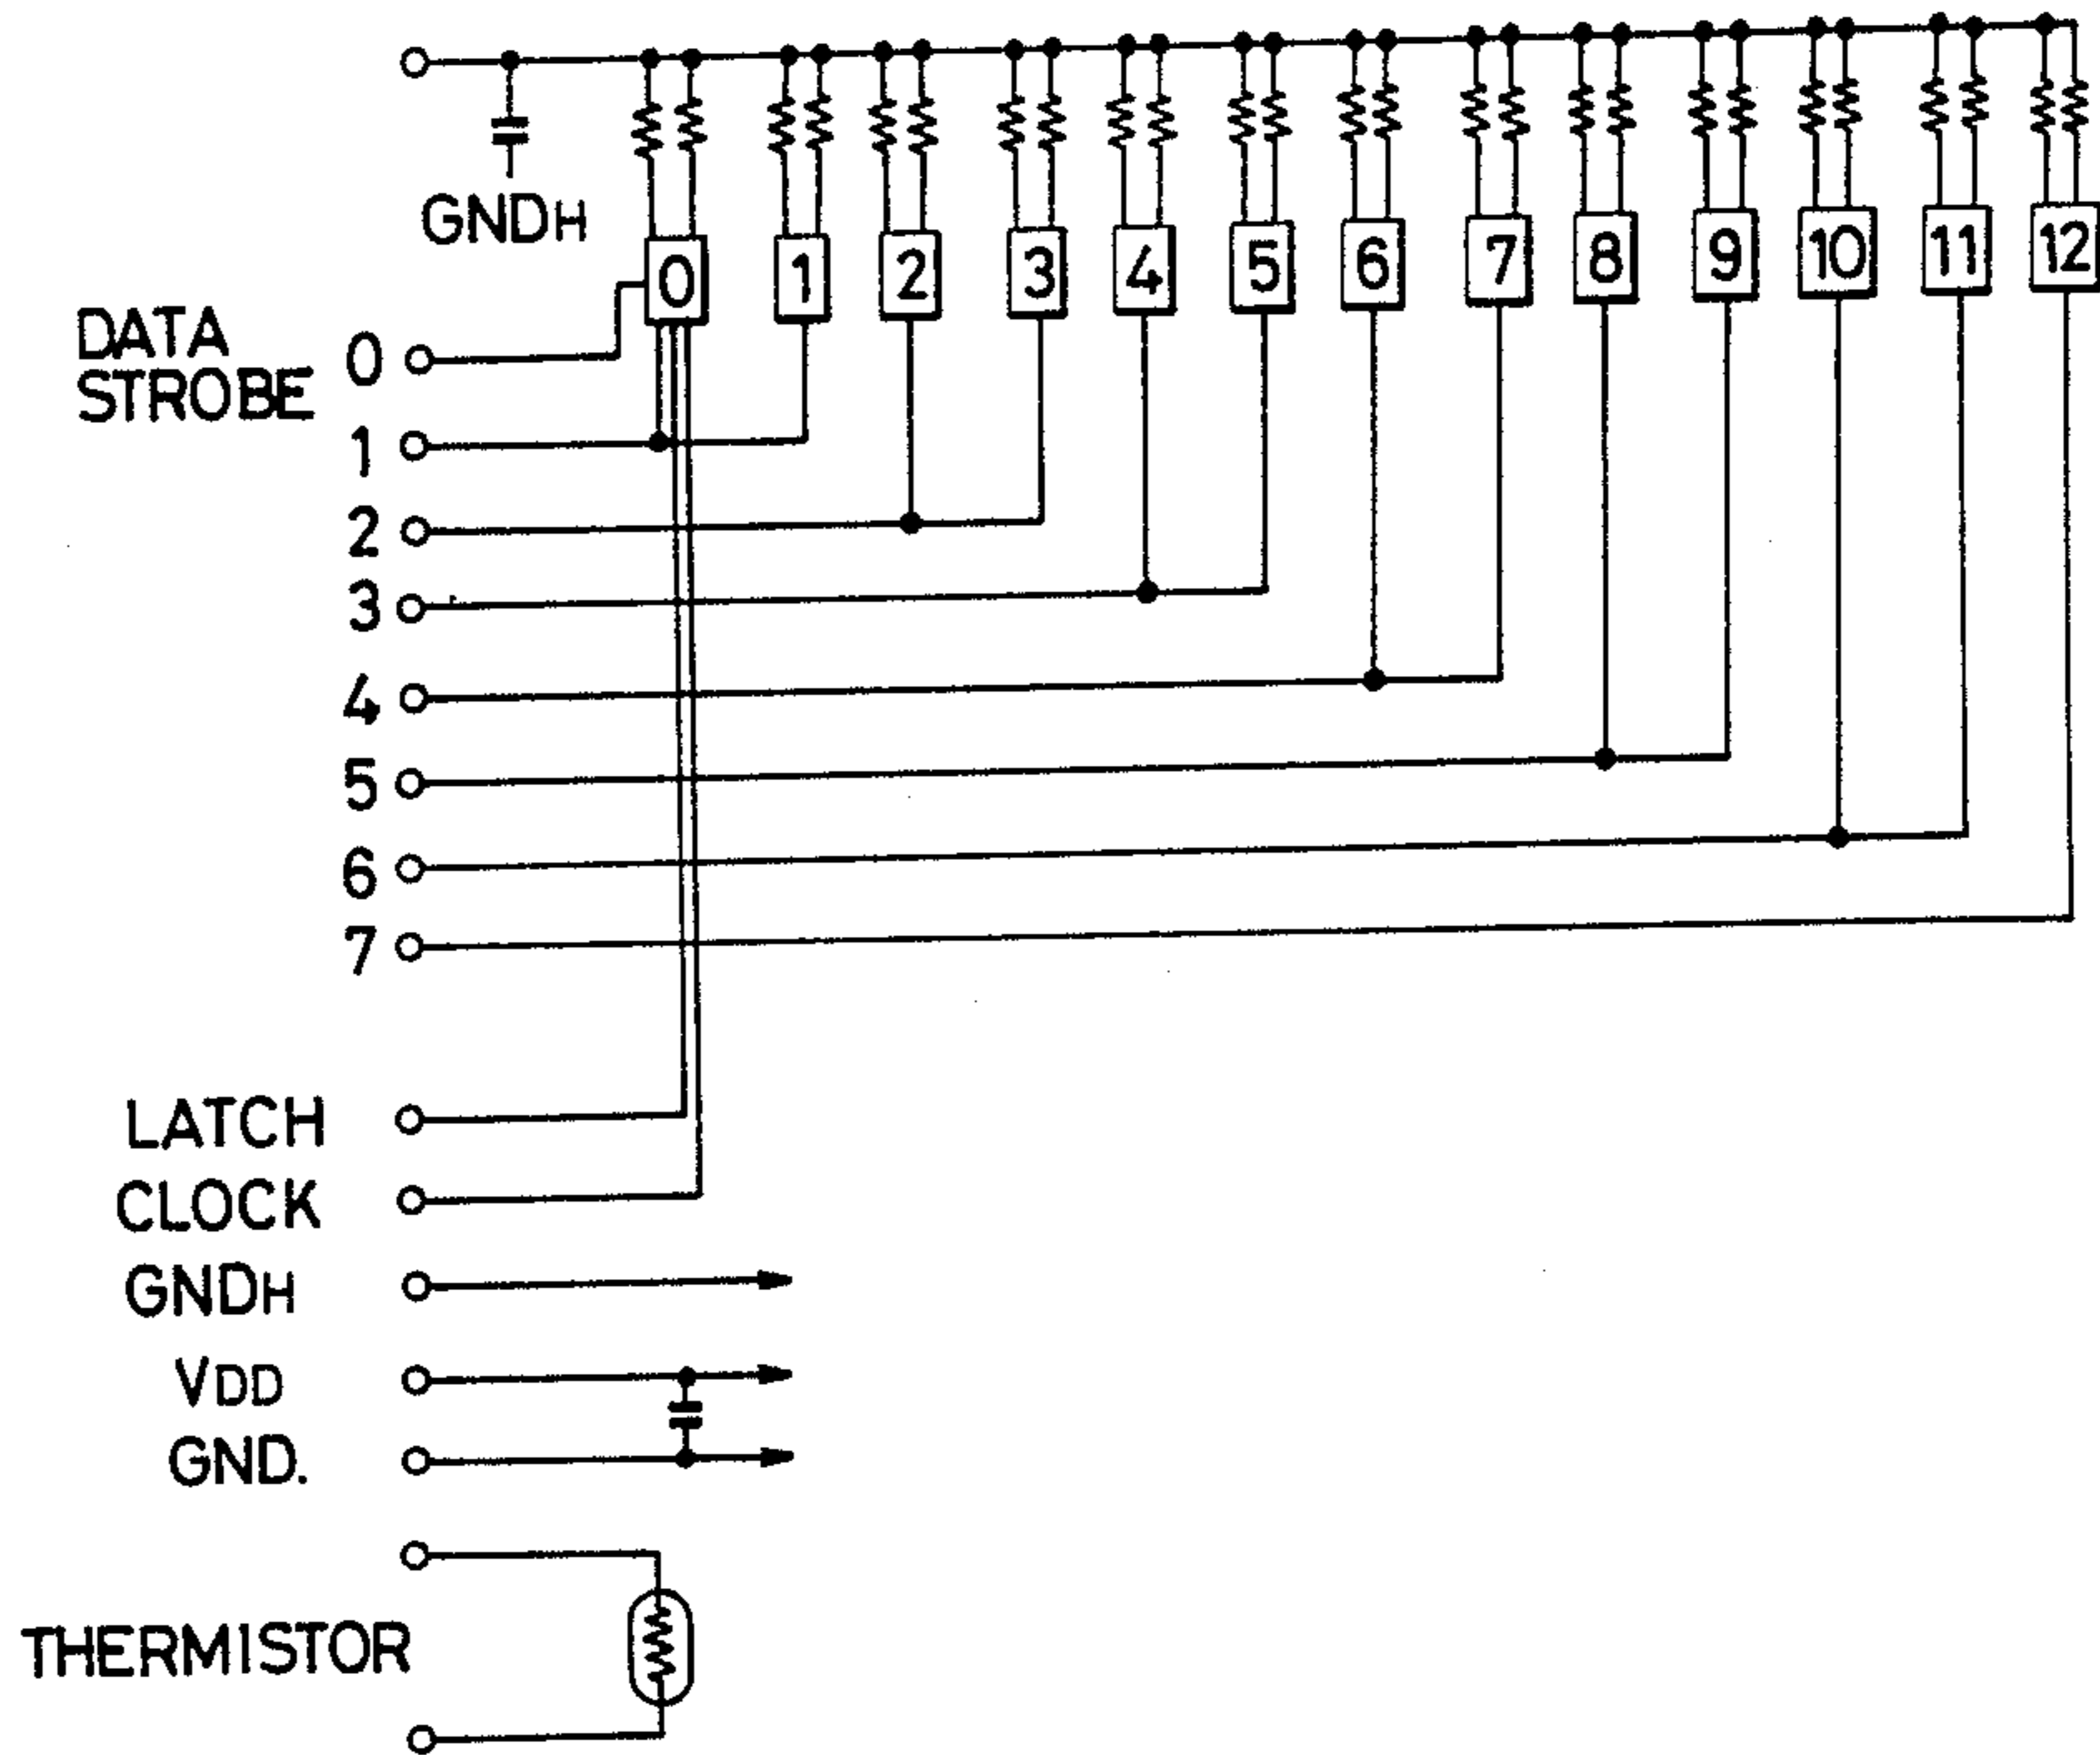 GNDH
0 1 2 3 4 5 6 7 8 9 10 11 12
DATA
STROBE 0
1
2
3
4
5
6
7
LATCH
CLOCK
GNDH
VDD
GND.
THERMISTOR